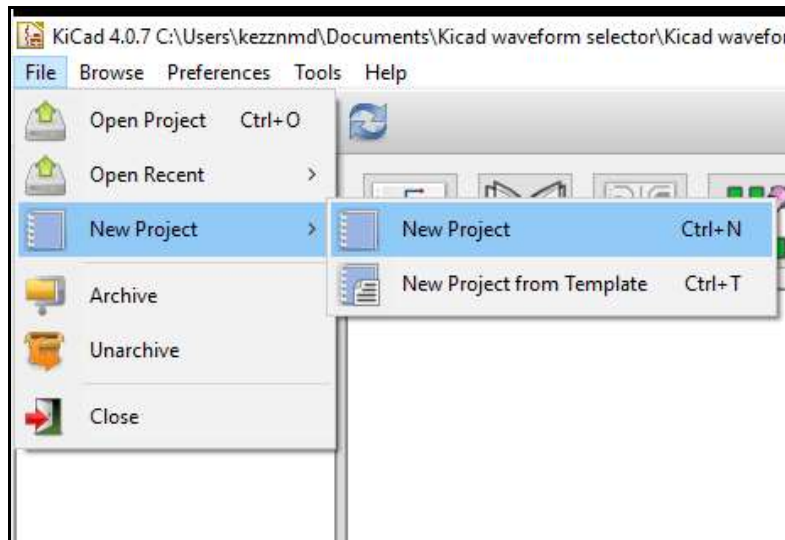 KiCad 4.0.7 C:\Users\kezznmd\Documents\Kicad waveform selector\Kicad wavefor
File Browse Preferences Tools Help
Open Project Ctrl+O
Open Recent
New Project
New Project Ctrl+N
New Project from Template Ctrl+T
Archive
Unarchive
Close